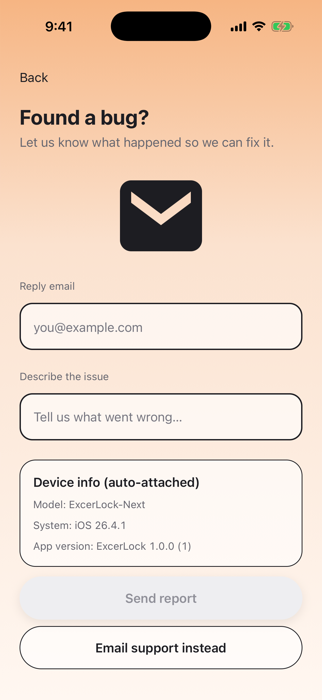 9:41
Back
Found a bug?
Let us know what happened so we can fix it.
Reply email
you@example.com
Describe the issue
Tell us what went wrong...
Device info (auto-attached)
Model: ExcerLock-Next
System: iOS 26.4.1
App version: ExcerLock 1.0.0 (1)
Send report
Email support instead